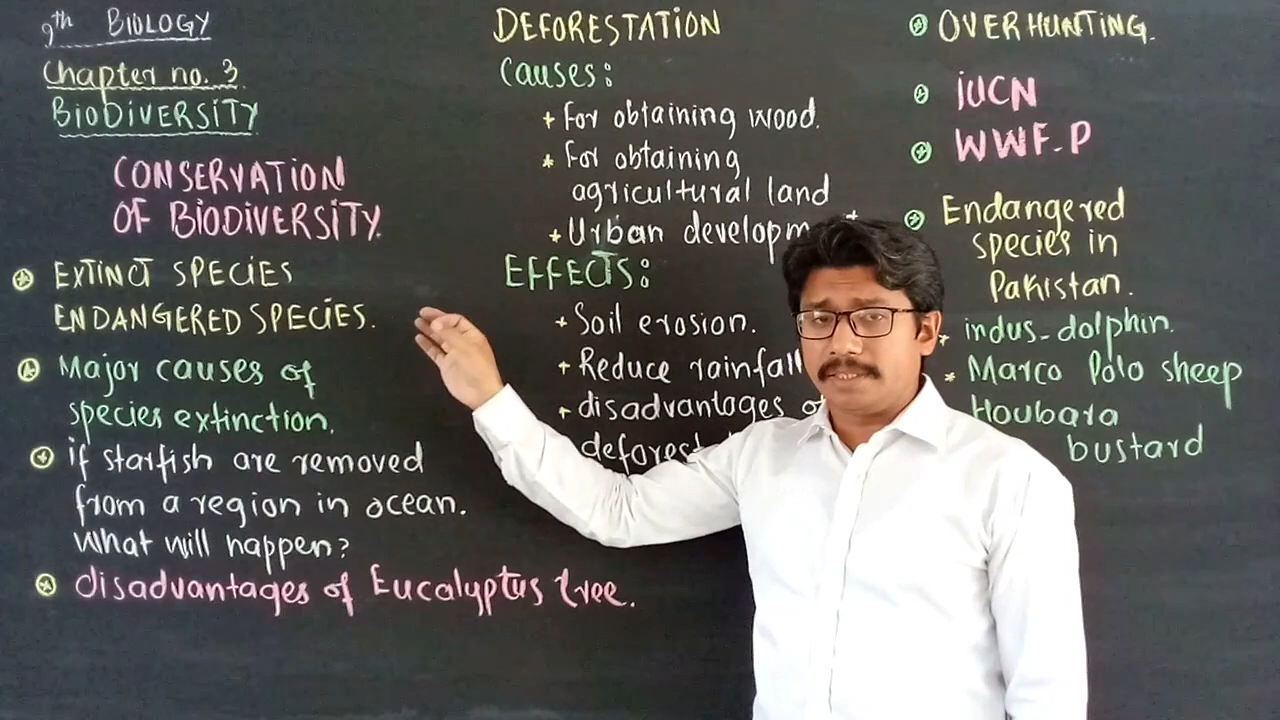 9th BIOLOGY
Chapter no. 3
BIODIVERSITY
CONSERVATION
OF BIODIVERSITY.
EXTINCT SPECIES
ENDANGERED SPECIES.
Major causes of
species extinction.
if starfish are removed
from a region in ocean.
What will happen?
disadvantages of Eucalyptus tree.
DEFORESTATION
Causes:
+ For obtaining wood.
* For obtaining
agricultural land
+ Urban developm
EFFECTS:
+ Soil erosion.
+ Reduce rainfall
+ disadvantages of
defores
OVERHUNTING.
IUCN
WWF-P
Endangered
species in
Pakistan.
* indus-dolphin.
* Marco Polo sheep
Houbara
bustard